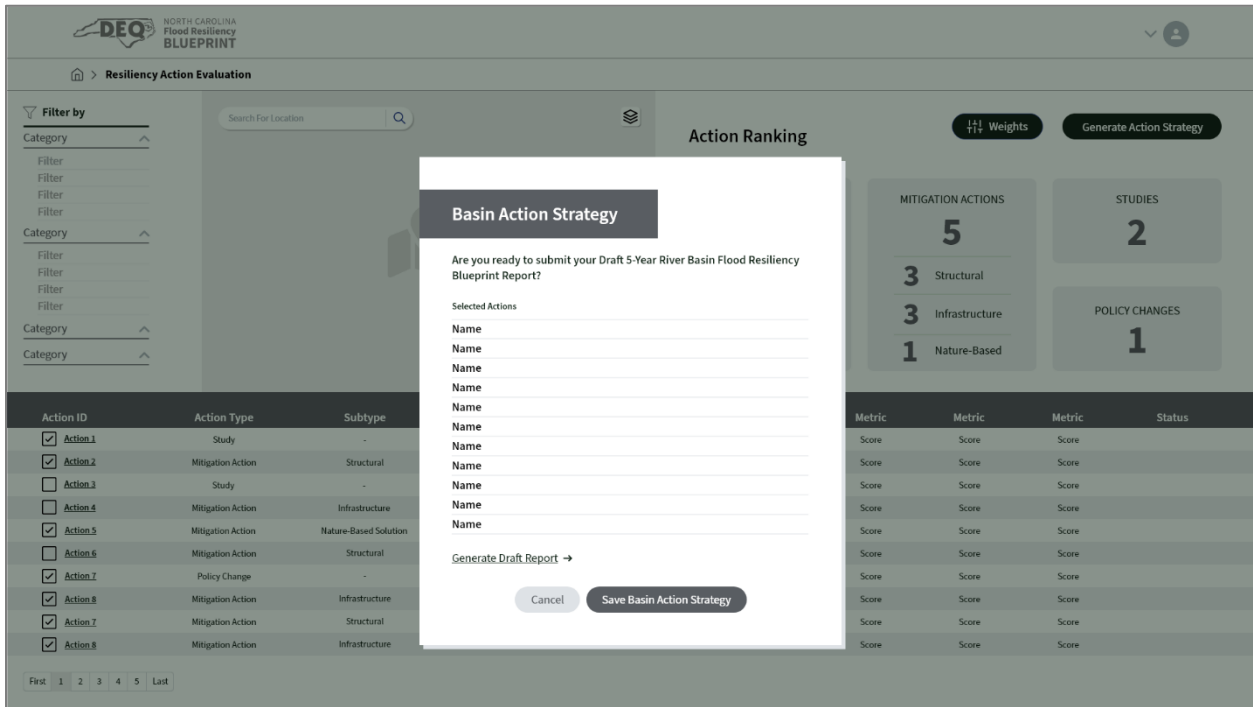 DEQ
NORTH CAROLINA
Flood Resiliency
BLUEPRINT
> Resiliency Action Evaluation
Filter by
Category
Filter
Filter
Filter
Filter
Category
Filter
Filter
Filter
Filter
Category
Category
Search For Location
Action Ranking
Weights
Generate Action Strategy
MITIGATION ACTIONS
5
3 Structural
3 Infrastructure
1 Nature-Based
STUDIES
2
POLICY CHANGES
1
Basin Action Strategy
Are you ready to submit your Draft 5-Year River Basin Flood Resiliency
Blueprint Report?
Selected Actions
Name
Name
Name
Name
Name
Name
Name
Name
Name
Name
Name
Generate Draft Report →
Cancel Save Basin Action Strategy
Action ID Action Type Subtype Metric Metric Metric Status
Action 1 Study - Score Score Score
Action 2 Mitigation Action Structural Score Score Score
Action 3 Study - Score Score Score
Action 4 Mitigation Action Infrastructure Score Score Score
Action 5 Mitigation Action Nature-Based Solution Score Score Score
Action 6 Mitigation Action Structural Score Score Score
Action 7 Policy Change - Score Score Score
Action 8 Mitigation Action Infrastructure Score Score Score
Action 7 Mitigation Action Structural Score Score Score
Action 8 Mitigation Action Infrastructure Score Score Score
First 1 2 3 4 5 Last